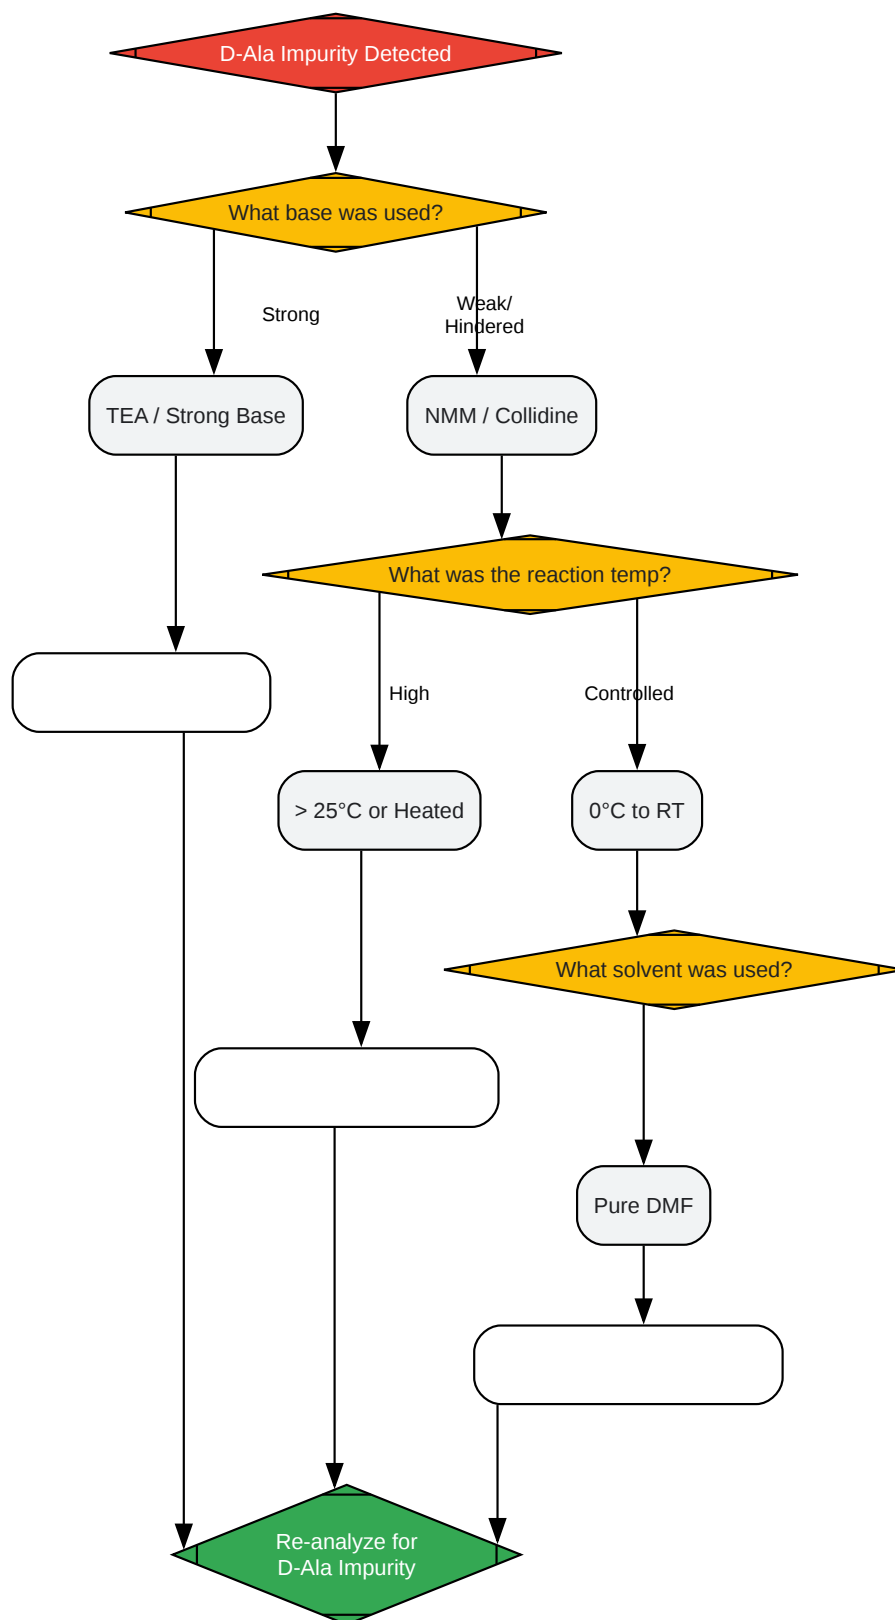 D-Ala Impurity Detected
What base was used?
Strong
Weak/
Hindered
TEA / Strong Base
NMM / Collidine
What was the reaction temp?
High
Controlled
> 25°C or Heated
0°C to RT
What solvent was used?
Pure DMF
Re-analyze for
D-Ala Impurity